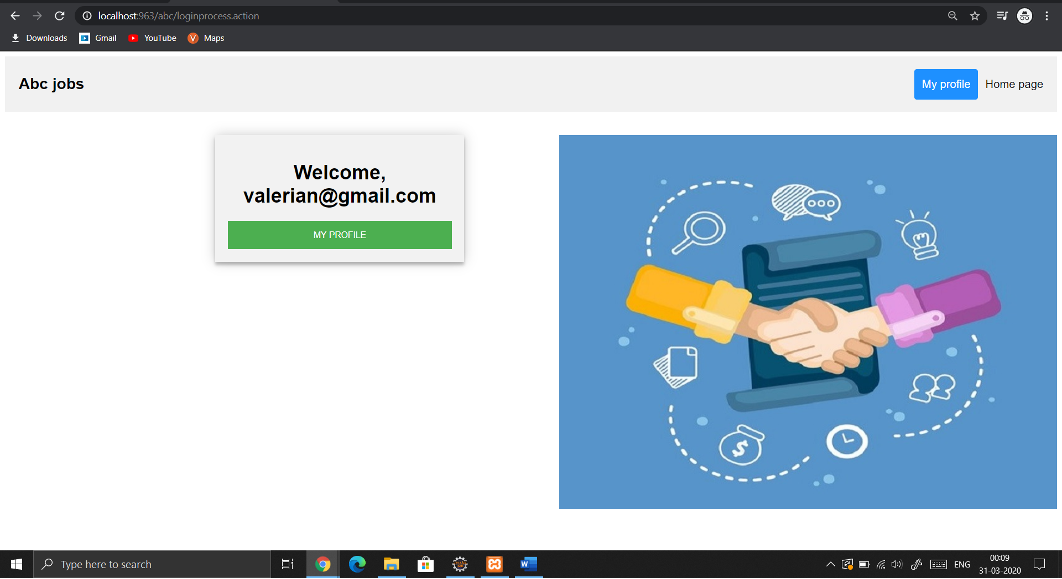 localhost:963/abc/loginprocess.action
Downloads Gmail YouTube Maps
Abc jobs
My profile Home page
Welcome,
valerian@gmail.com
MY PROFILE
Type here to search
ENG
00:09
31-03-2020